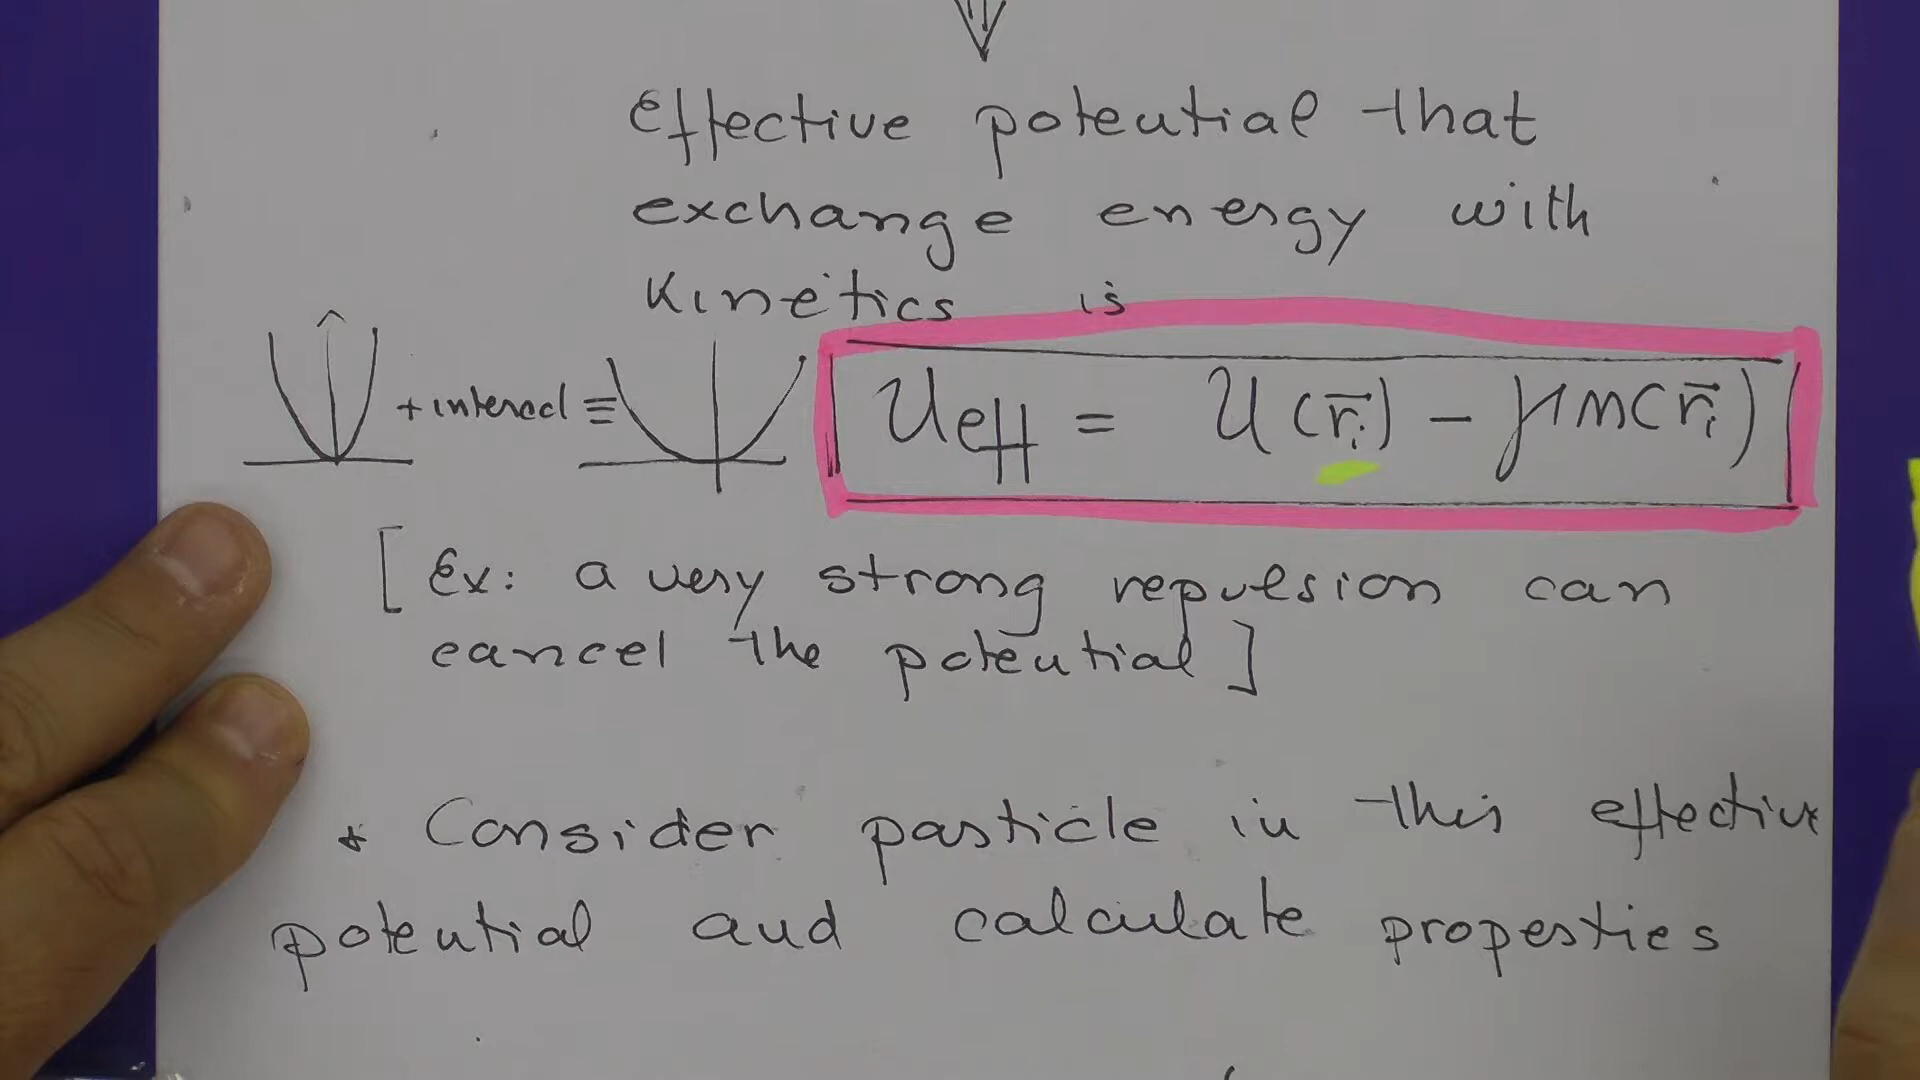 effective potential that
exchange energy with
kinetics is
+ interact ≡
Ueff = U(r⃗ᵢ) - μm(r⃗ᵢ)
[Ex: a very strong repulsion can
cancel the potential]
* Consider particle in this effective
potential and calculate properties